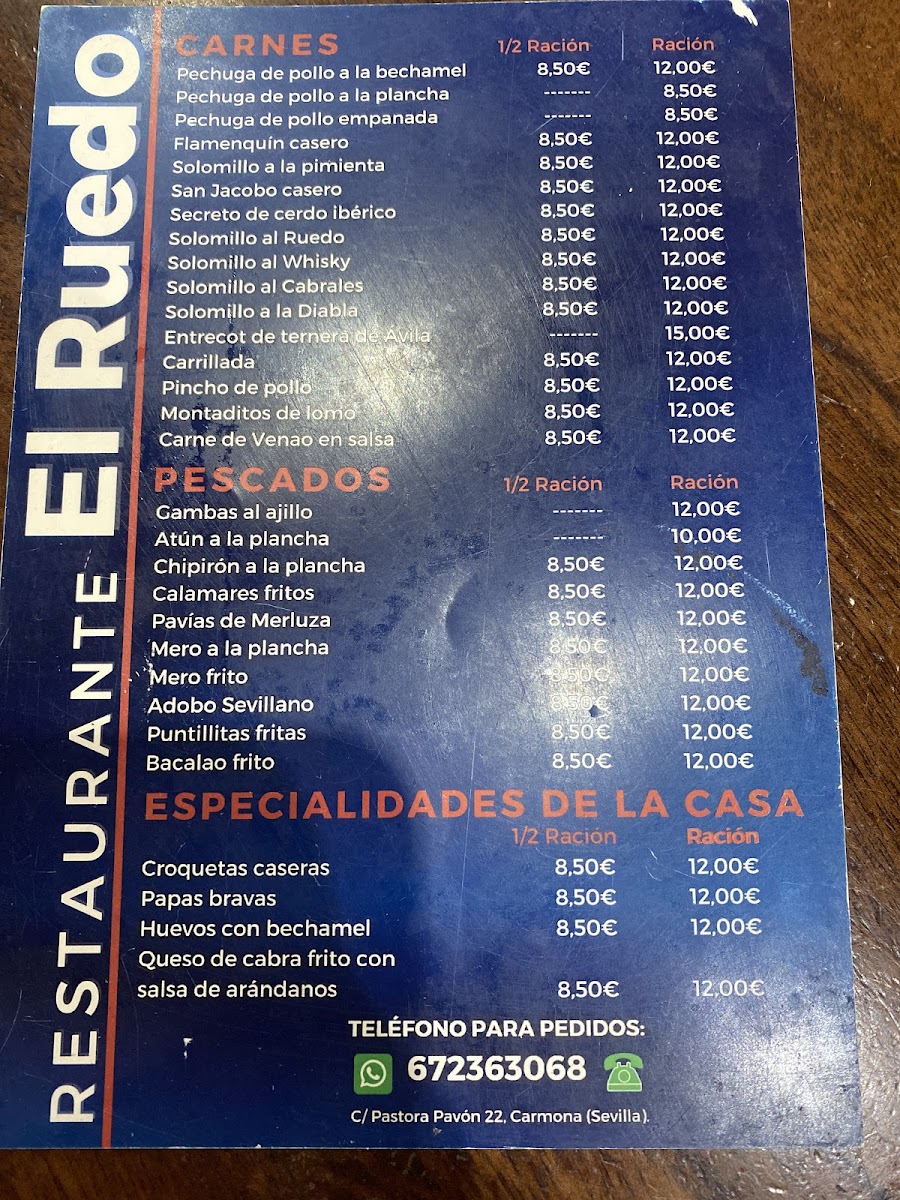 RESTAURANTE El Ruedo
CARNES 1/2 Ración Ración
Pechuga de pollo a la bechamel 8,50€ 12,00€
Pechuga de pollo a la plancha ------- 8,50€
Pechuga de pollo empanada ------- 8,50€
Flamenquín casero 8,50€ 12,00€
Solomillo a la pimienta 8,50€ 12,00€
San Jacobo casero 8,50€ 12,00€
Secreto de cerdo ibérico 8,50€ 12,00€
Solomillo al Ruedo 8,50€ 12,00€
Solomillo al Whisky 8,50€ 12,00€
Solomillo al Cabrales 8,50€ 12,00€
Solomillo a la Diabla 8,50€ 12,00€
Entrecot de ternera de Avila ------- 15,00€
Carrillada 8,50€ 12,00€
Pincho de pollo 8,50€ 12,00€
Montaditos de lomo 8,50€ 12,00€
Carne de Venao en salsa 8,50€ 12,00€
PESCADOS 1/2 Ración Ración
Gambas al ajillo ------- 12,00€
Atún a la plancha ------- 10,00€
Chipirón a la plancha 8,50€ 12,00€
Calamares fritos 8,50€ 12,00€
Pavías de Merluza 8,50€ 12,00€
Mero a la plancha 8,50€ 12,00€
Mero frito 8,50€ 12,00€
Adobo Sevillano 8,50€ 12,00€
Puntillitas fritas 8,50€ 12,00€
Bacalao frito 8,50€ 12,00€
ESPECIALIDADES DE LA CASA
1/2 Ración Ración
Croquetas caseras 8,50€ 12,00€
Papas bravas 8,50€ 12,00€
Huevos con bechamel 8,50€ 12,00€
Queso de cabra frito con
salsa de arándanos 8,50€ 12,00€
TELÉFONO PARA PEDIDOS:
672363068
C/ Pastora Pavón 22, Carmona (Sevilla).